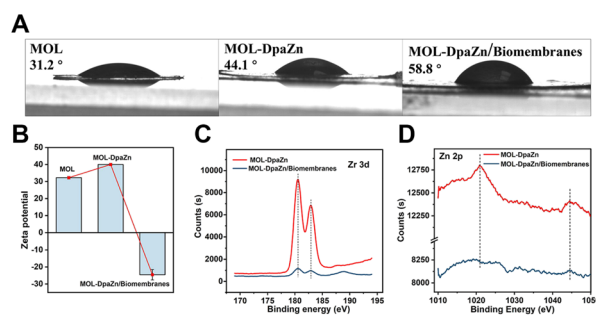 A
MOL
31.2 °
MOL-DpaZn
44.1 °
MOL-DpaZn/Biomembranes
58.8 °
B
Zeta potential
50
40
30
20
10
0
-10
-20
-30
MOL
MOL-DpaZn
MOL-DpaZn/Biomembranes
C
MOL-DpaZn
MOL-DpaZn/Biomembranes
Zr 3d
Counts (s)
10000
8000
6000
4000
2000
0
170 175 180 185 190 195
Binding energy (eV)
D
Zn 2p
MOL-DpaZn
MOL-DpaZn/Biomembranes
Counts (s)
12750
12500
8250
8000
1010 1020 1030 1040 105
Binding energy (eV)